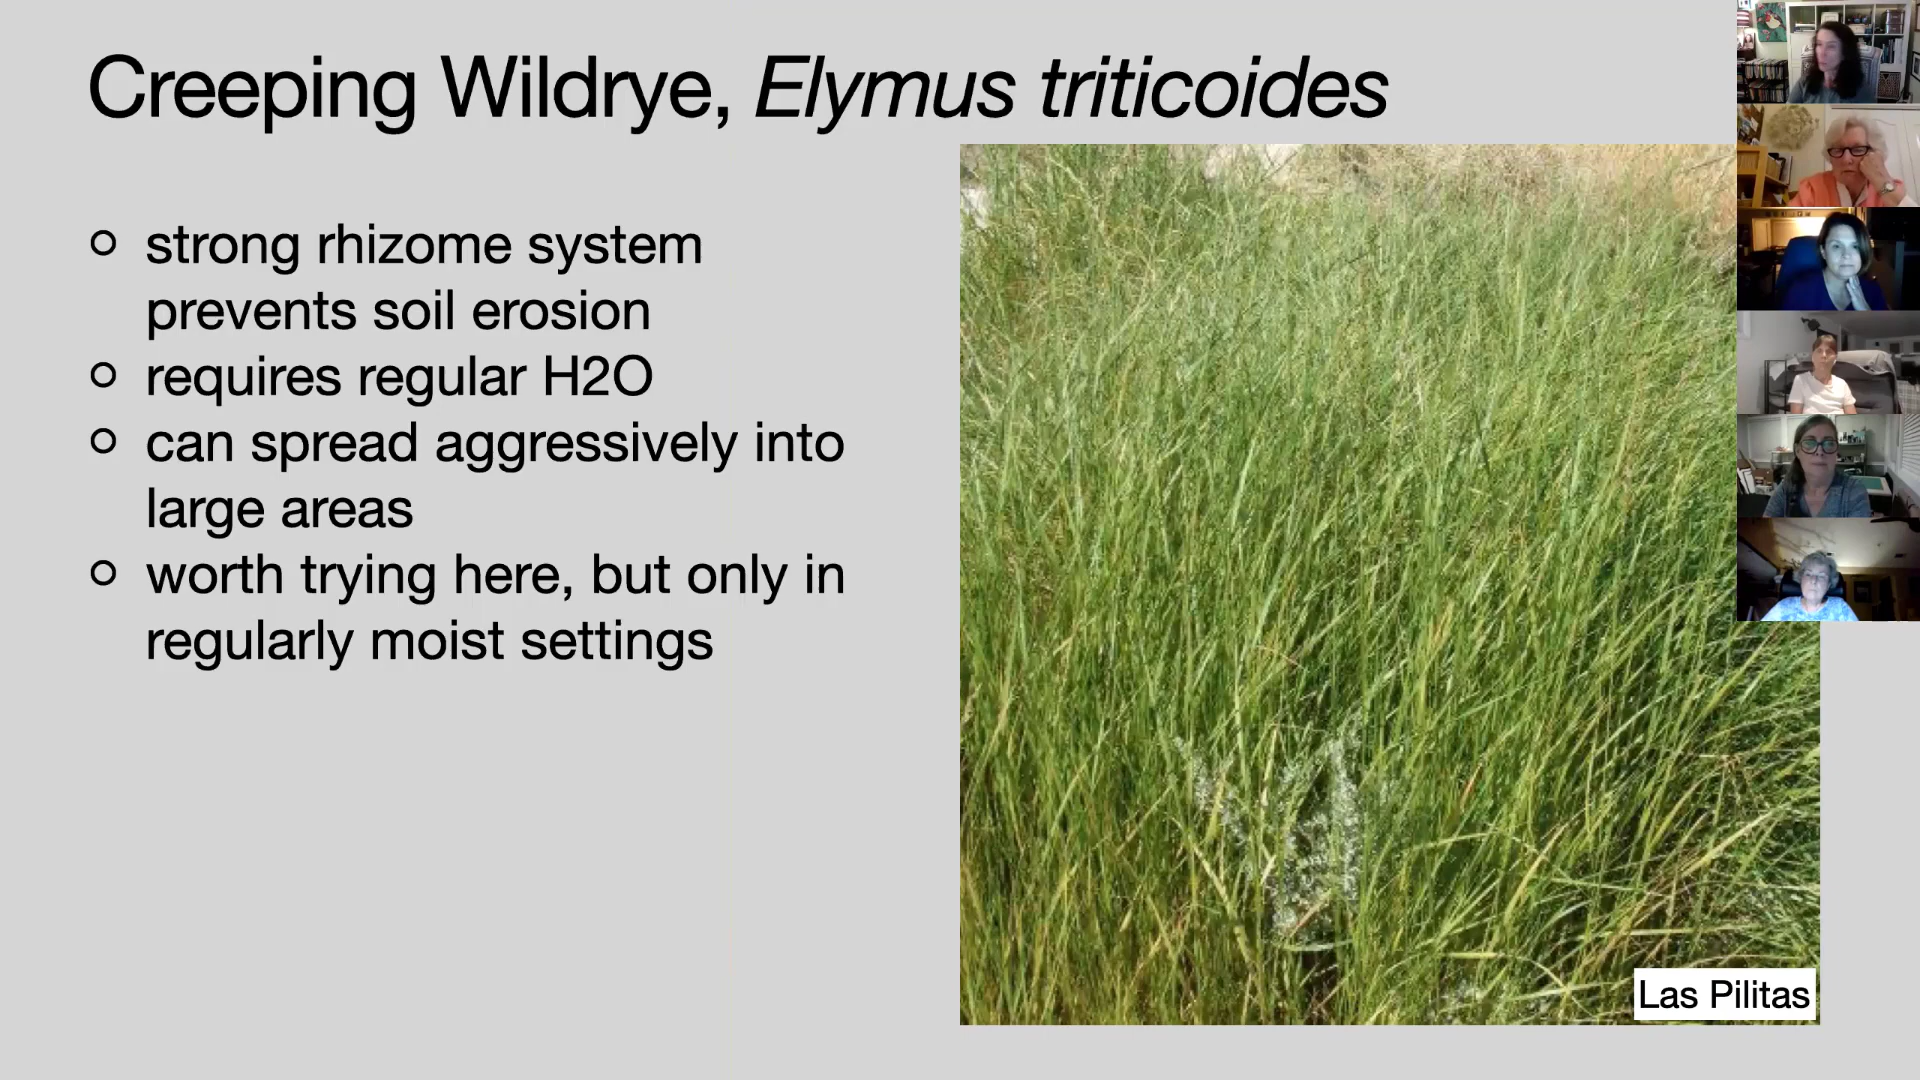 Creeping Wildrye, Elymus triticoides
○ strong rhizome system
prevents soil erosion
○ requires regular H2O
○ can spread aggressively into
large areas
○ worth trying here, but only in
regularly moist settings
Las Pilitas